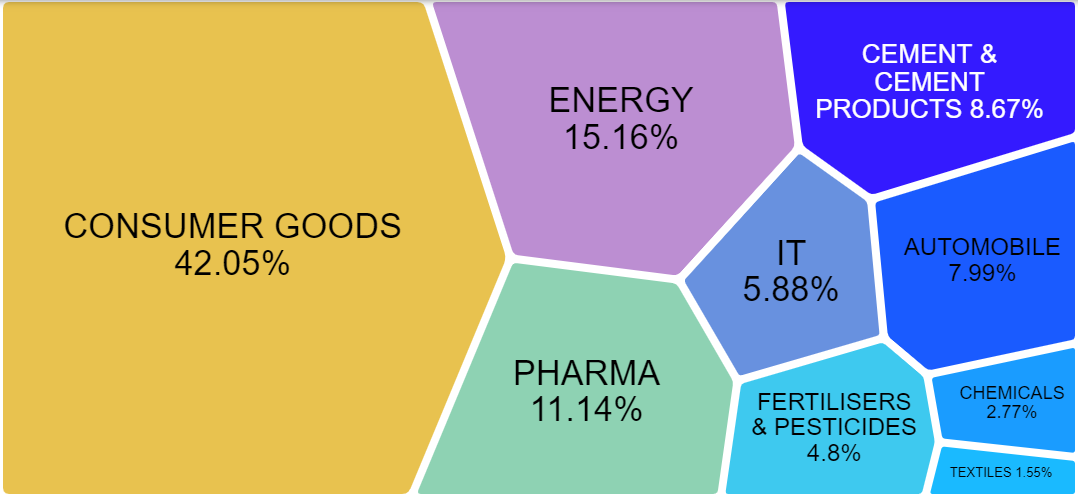 CONSUMER GOODS
42.05%
ENERGY
15.16%
CEMENT &
CEMENT
PRODUCTS 8.67%
IT
5.88%
AUTOMOBILE
7.99%
PHARMA
11.14%
FERTILISERS
& PESTICIDES
4.8%
CHEMICALS
2.77%
TEXTILES 1.55%